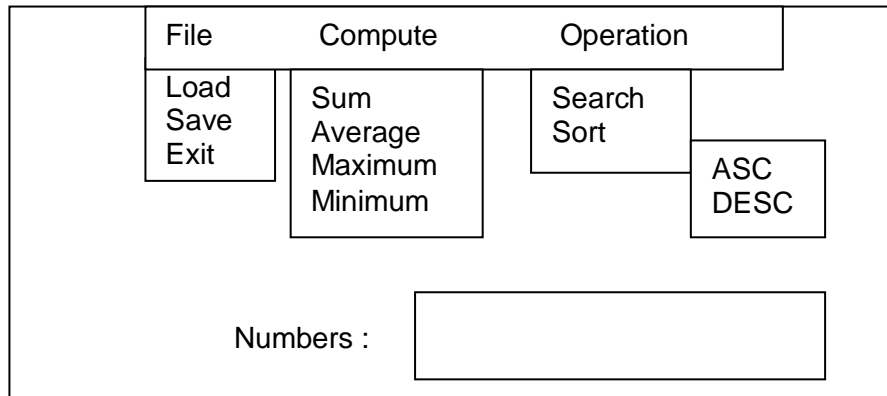 File Compute Operation
Load
Save
Exit
Sum
Average
Maximum
Minimum
Search
Sort
ASC
DESC
Numbers :